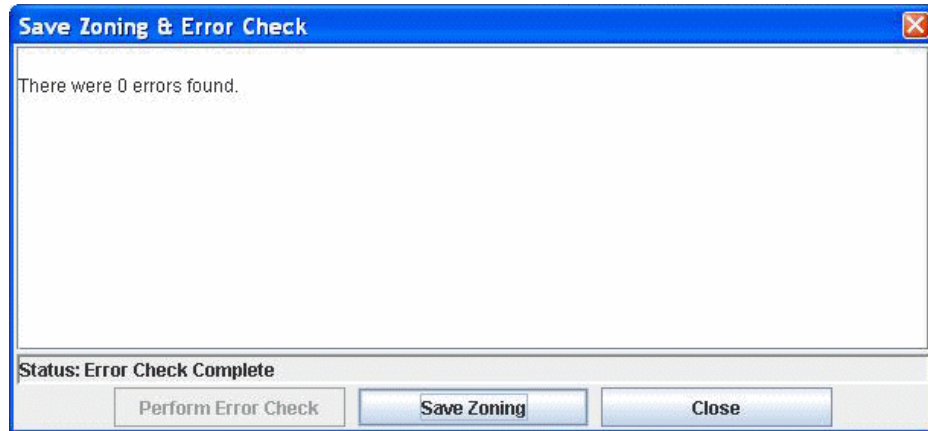 Save Zoning & Error Check
There were 0 errors found.
Status: Error Check Complete
Perform Error Check
Save Zoning
Close